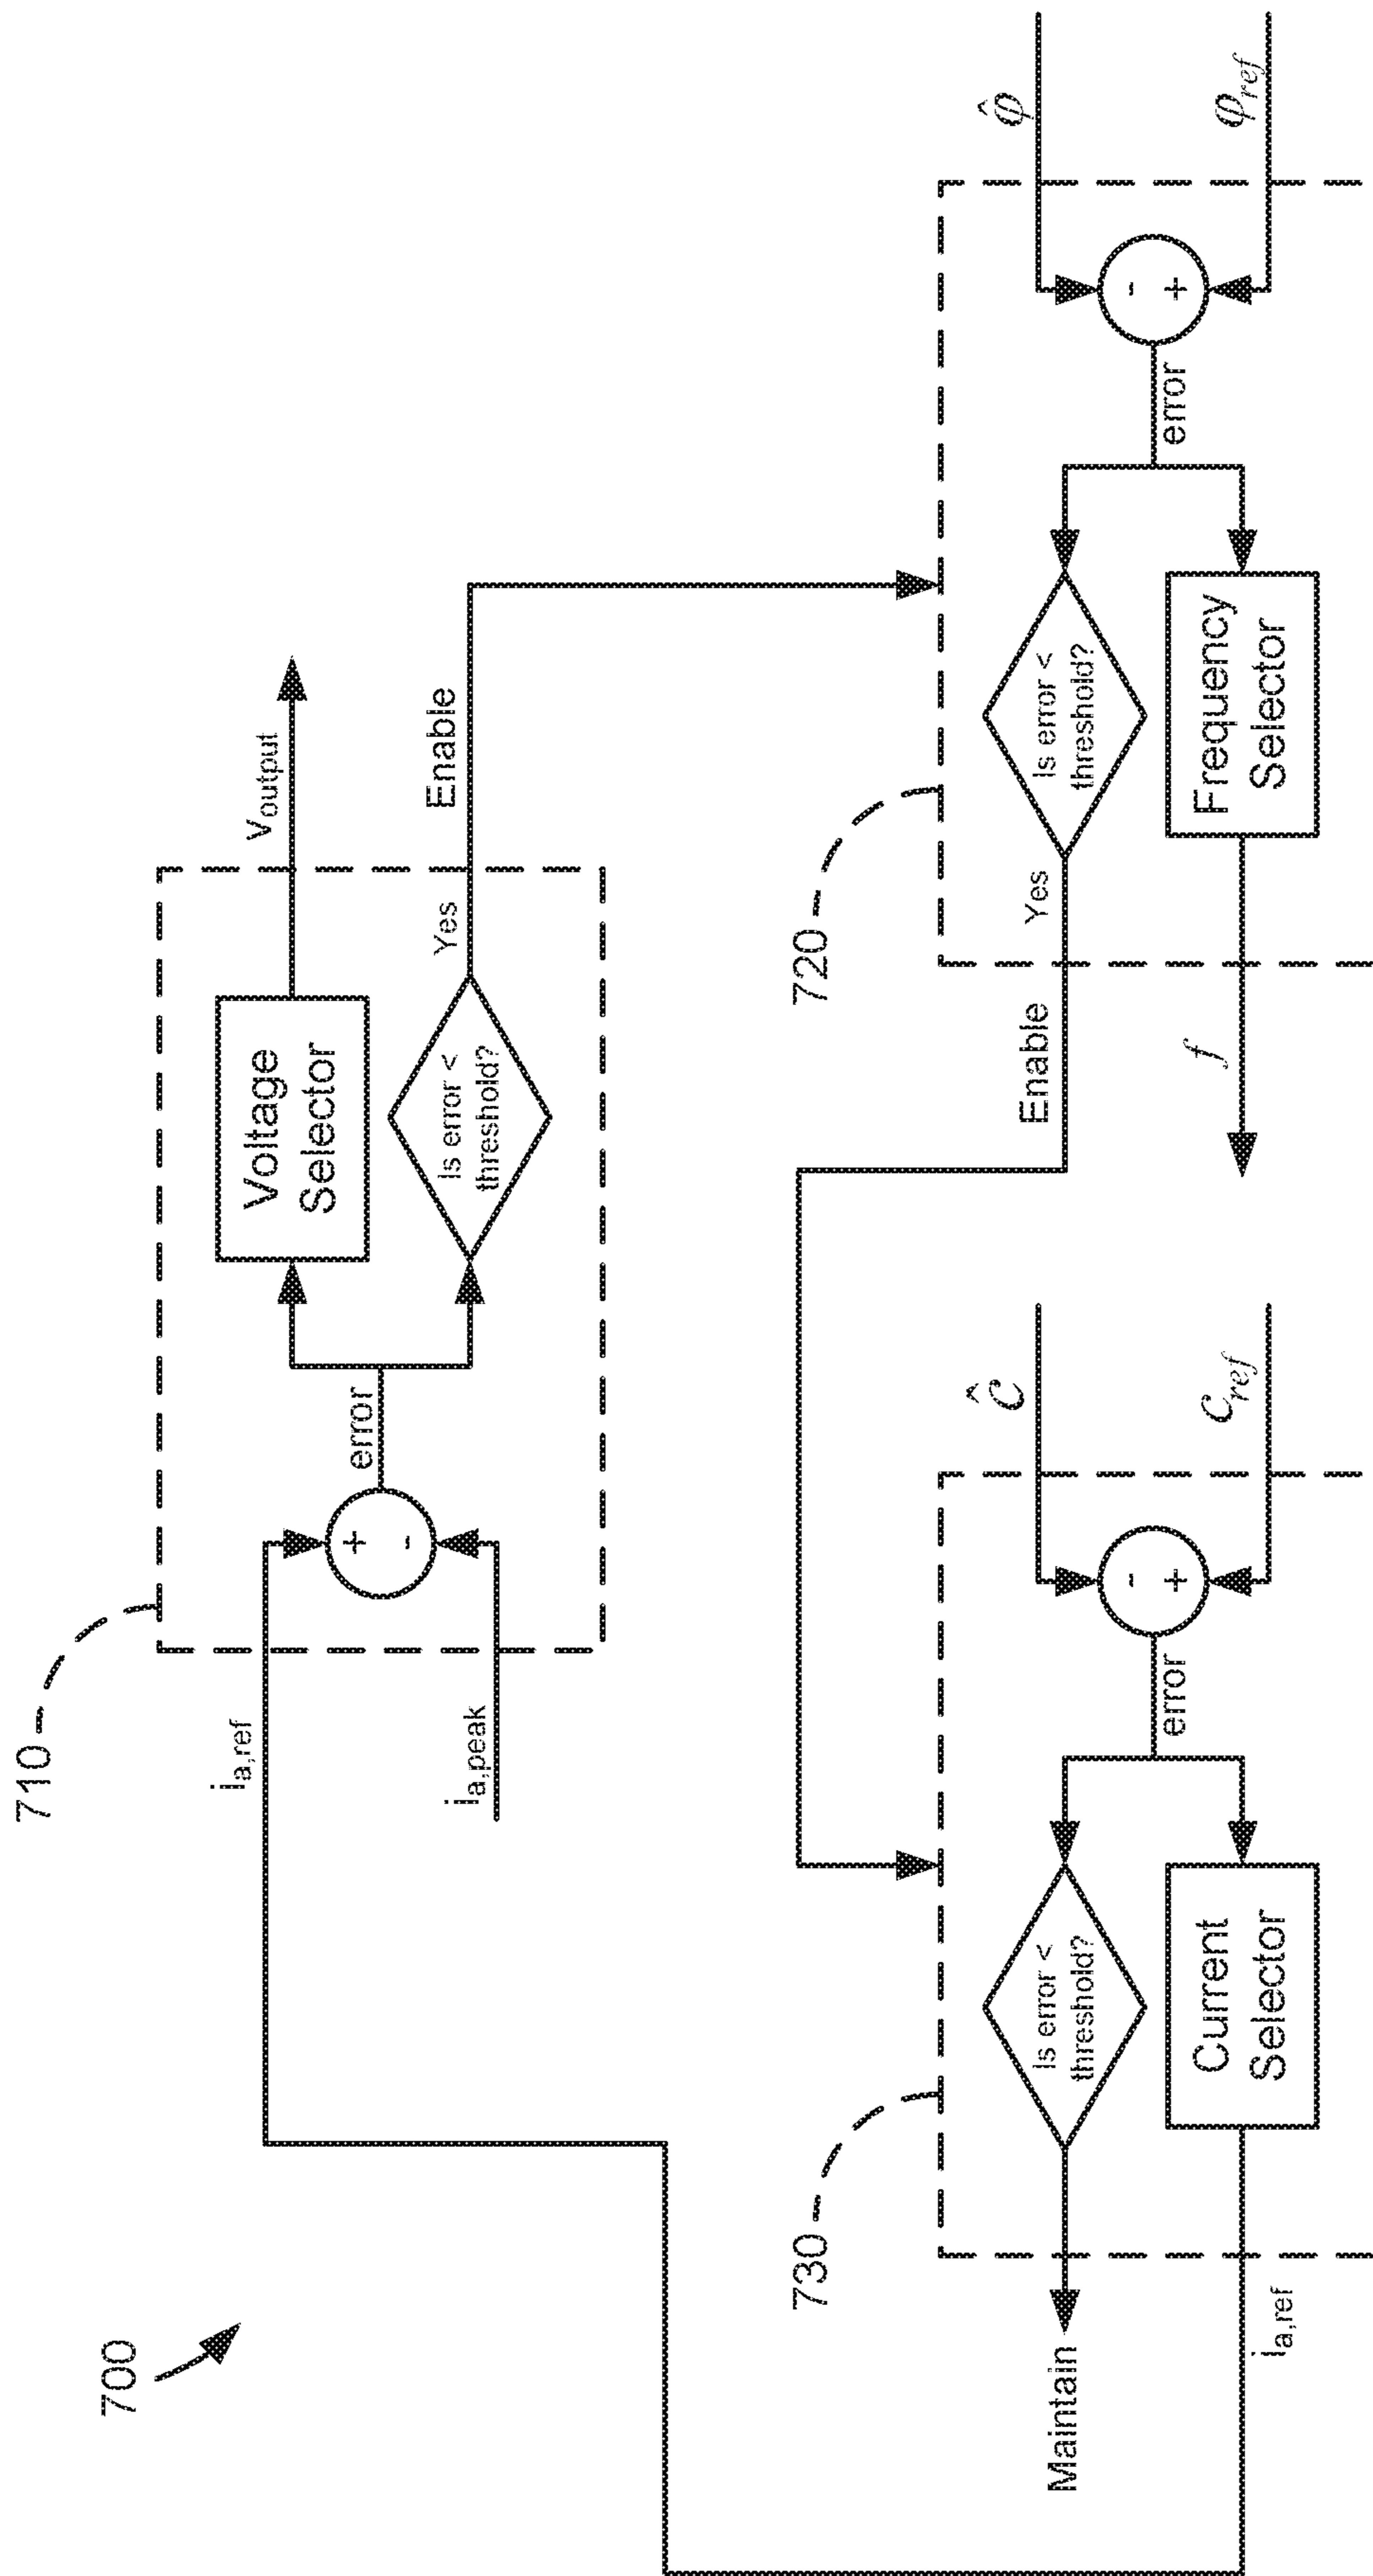 700
710
i_a,ref
i_a,peak
+
-
error
Voltage
Selector
Is error <
threshold?
Yes
V_output
Enable
720
φ̂
φ_ref
-
+
error
Is error <
threshold?
Frequency
Selector
Yes
Enable
f
730
ĉ
c_ref
-
+
error
Is error <
threshold?
Current
Selector
Maintain
i_a,ref